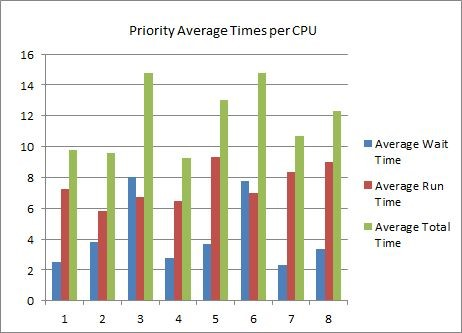 Priority Average Times per CPU
16
14
12
10
8
6
4
2
0
1 2 3 4 5 6 7 8
Average Wait
Time
Average Run
Time
Average Total
Time